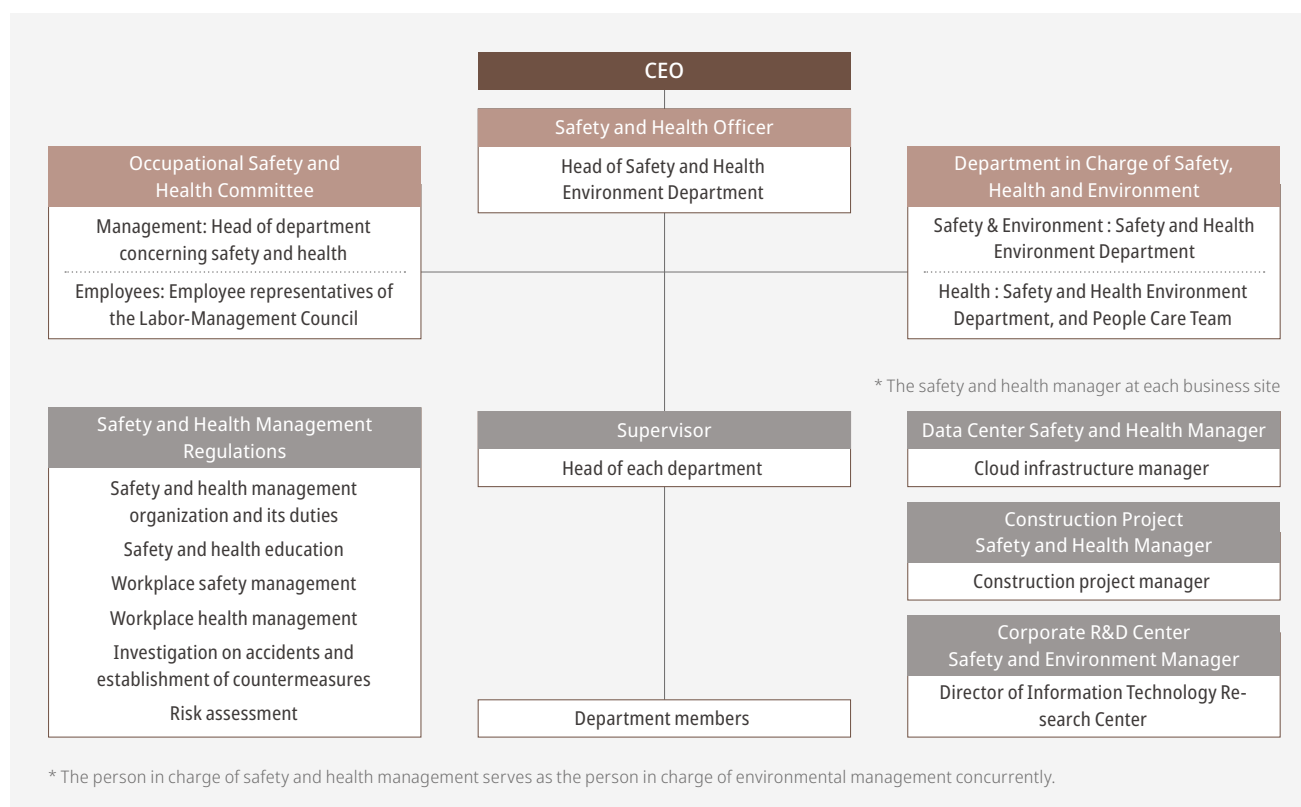 CEO
Safety and Health Officer
Head of Safety and Health
Environment Department
Occupational Safety and
Health Committee
Management: Head of department
concerning safety and health
Employees: Employee representatives of
the Labor-Management Council
Department in Charge of Safety,
Health and Environment
Safety & Environment : Safety and Health
Environment Department
Health : Safety and Health Environment
Department, and People Care Team
* The safety and health manager at each business site
Safety and Health Management
Regulations
Safety and health management
organization and its duties
Safety and health education
Workplace safety management
Workplace health management
Investigation on accidents and
establishment of countermeasures
Risk assessment
Supervisor
Head of each department
Department members
Data Center Safety and Health Manager
Cloud infrastructure manager
Construction Project
Safety and Health Manager
Construction project manager
Corporate R&D Center
Safety and Environment Manager
Director of Information Technology Re-
search Center
* The person in charge of safety and health management serves as the person in charge of environmental management concurrently.